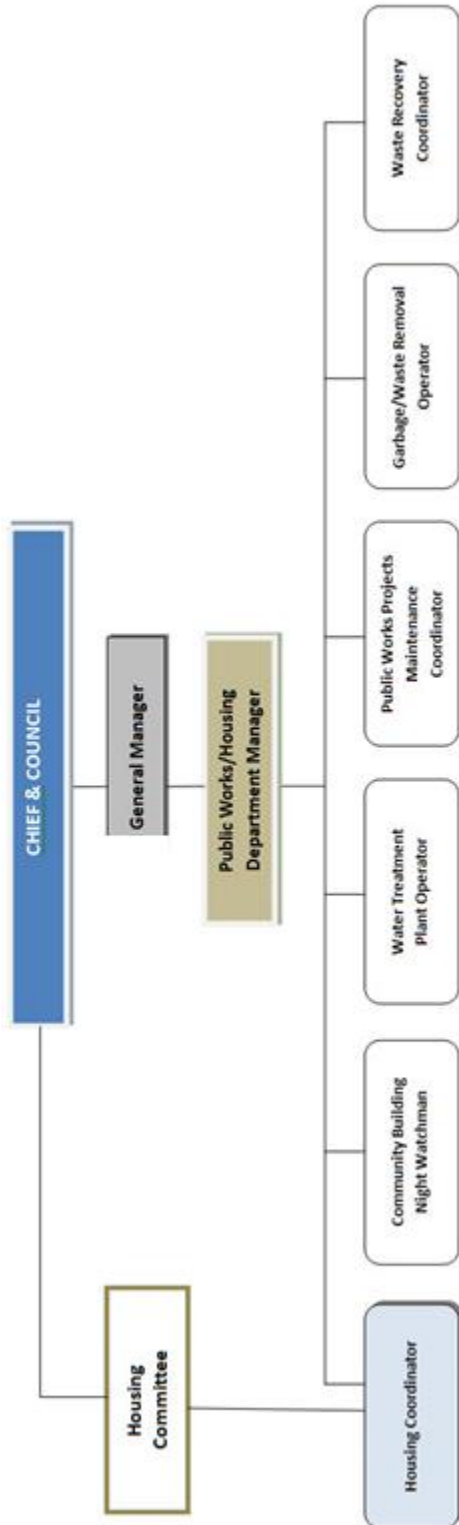 CHIEF & COUNCIL
Housing
Committee
General Manager
Public Works/Housing
Department Manager
Housing Coordinator
Community Building
Night Watchman
Water Treatment
Plant Operator
Public Works Projects
Maintenance
Coordinator
Garbage/Waste Removal
Operator
Waste Recovery
Coordinator